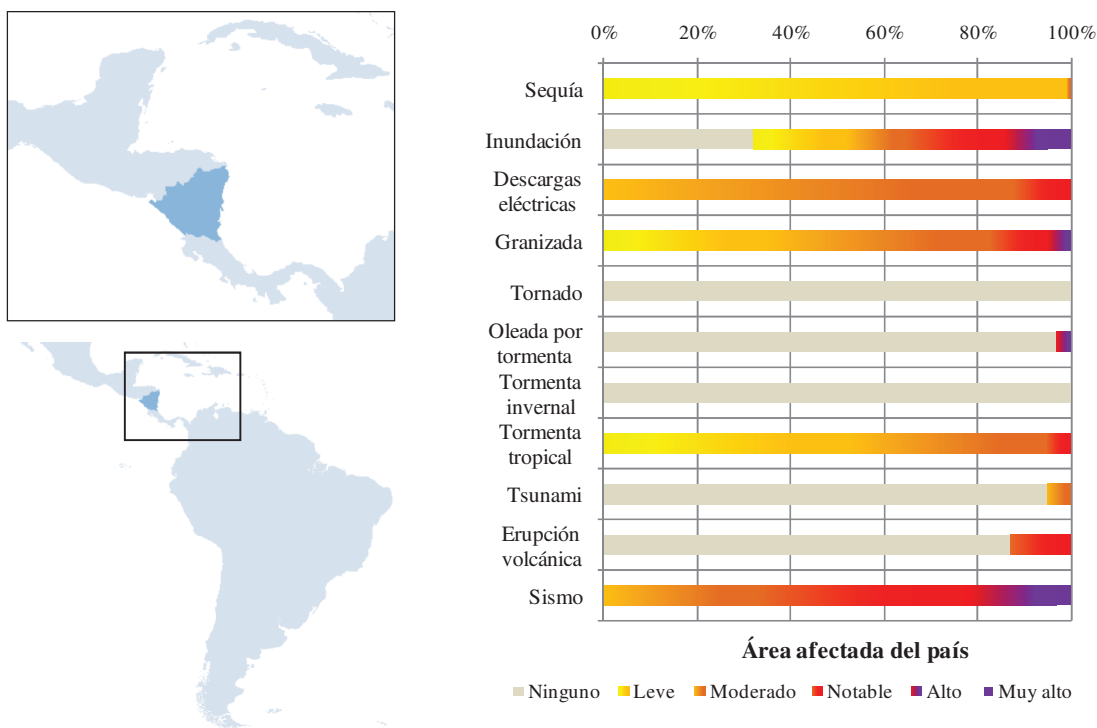 0% 20% 40% 60% 80% 100%
Sequía
Inundación
Descargas
eléctricas
Granizada
Tornado
Oleada por
tormenta
Tormenta
invernal
Tormenta
tropical
Tsunami
Erupción
volcánica
Sismo
Área afectada del país
Ninguno Leve Moderado Notable Alto Muy alto